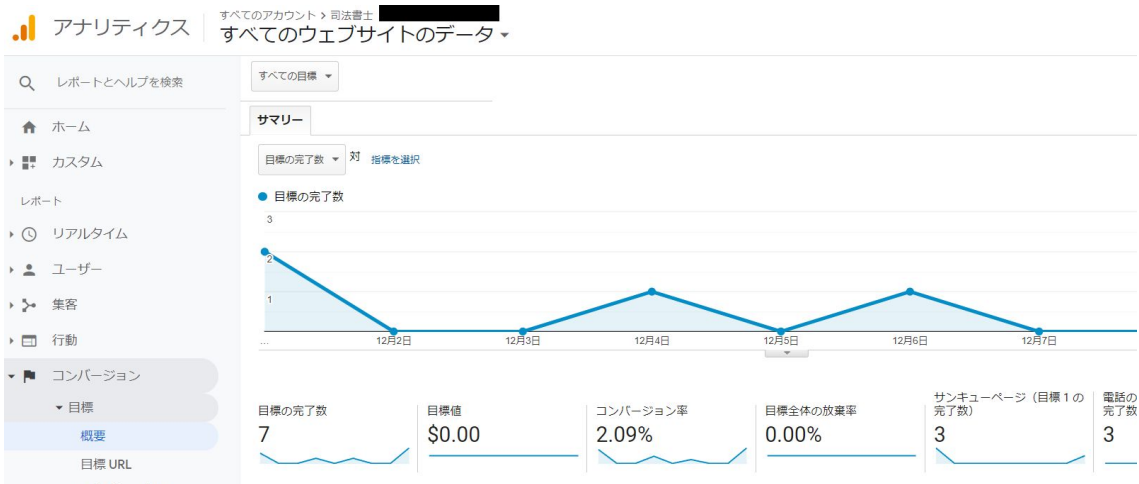 アナリティクス
すべてのアカウント > 司法書士
すべてのウェブサイトのデータ
レポートとヘルプを検索
ホーム
カスタム
レポート
リアルタイム
ユーザー
集客
行動
コンバージョン
目標
概要
目標 URL
すべての目標
サマリー
目標の完了数 対 指標を選択
目標の完了数
3
2
1
... 12月2日 12月3日 12月4日 12月5日 12月6日 12月7日
目標の完了数
7
目標値
$0.00
コンバージョン率
2.09%
目標全体の放棄率
0.00%
サンキューページ（目標 1 の
完了数）
3
電話の
完了数
3